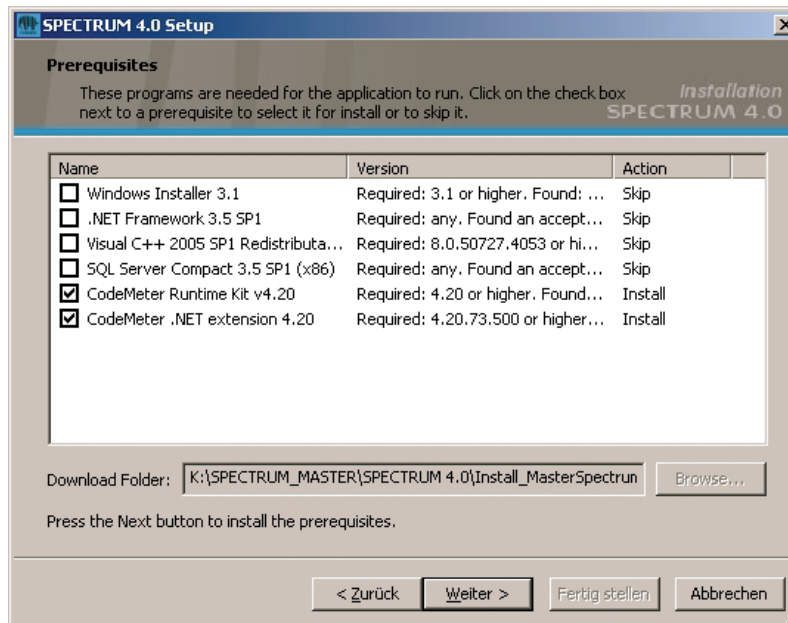 SPECTRUM 4.0 Setup
Prerequisites
These programs are needed for the application to run. Click on the check box
next to a prerequisite to select it for install or to skip it.
Installation
SPECTRUM 4.0
Name Version Action
Windows Installer 3.1 Required: 3.1 or higher. Found: ... Skip
.NET Framework 3.5 SP1 Required: any. Found an accept... Skip
Visual C++ 2005 SP1 Redistributa... Required: 8.0.50727.4053 or hi... Skip
SQL Server Compact 3.5 SP1 (x86) Required: any. Found an accept... Skip
CodeMeter Runtime Kit v4.20 Required: 4.20 or higher. Found... Install
CodeMeter .NET extension 4.20 Required: 4.20.73.500 or higher... Install
Download Folder: K:\SPECTRUM_MASTER\SPECTRUM 4.0\Install_MasterSpectrun Browse...
Press the Next button to install the prerequisites.
< Zurück Weiter > Fertig stellen Abbrechen